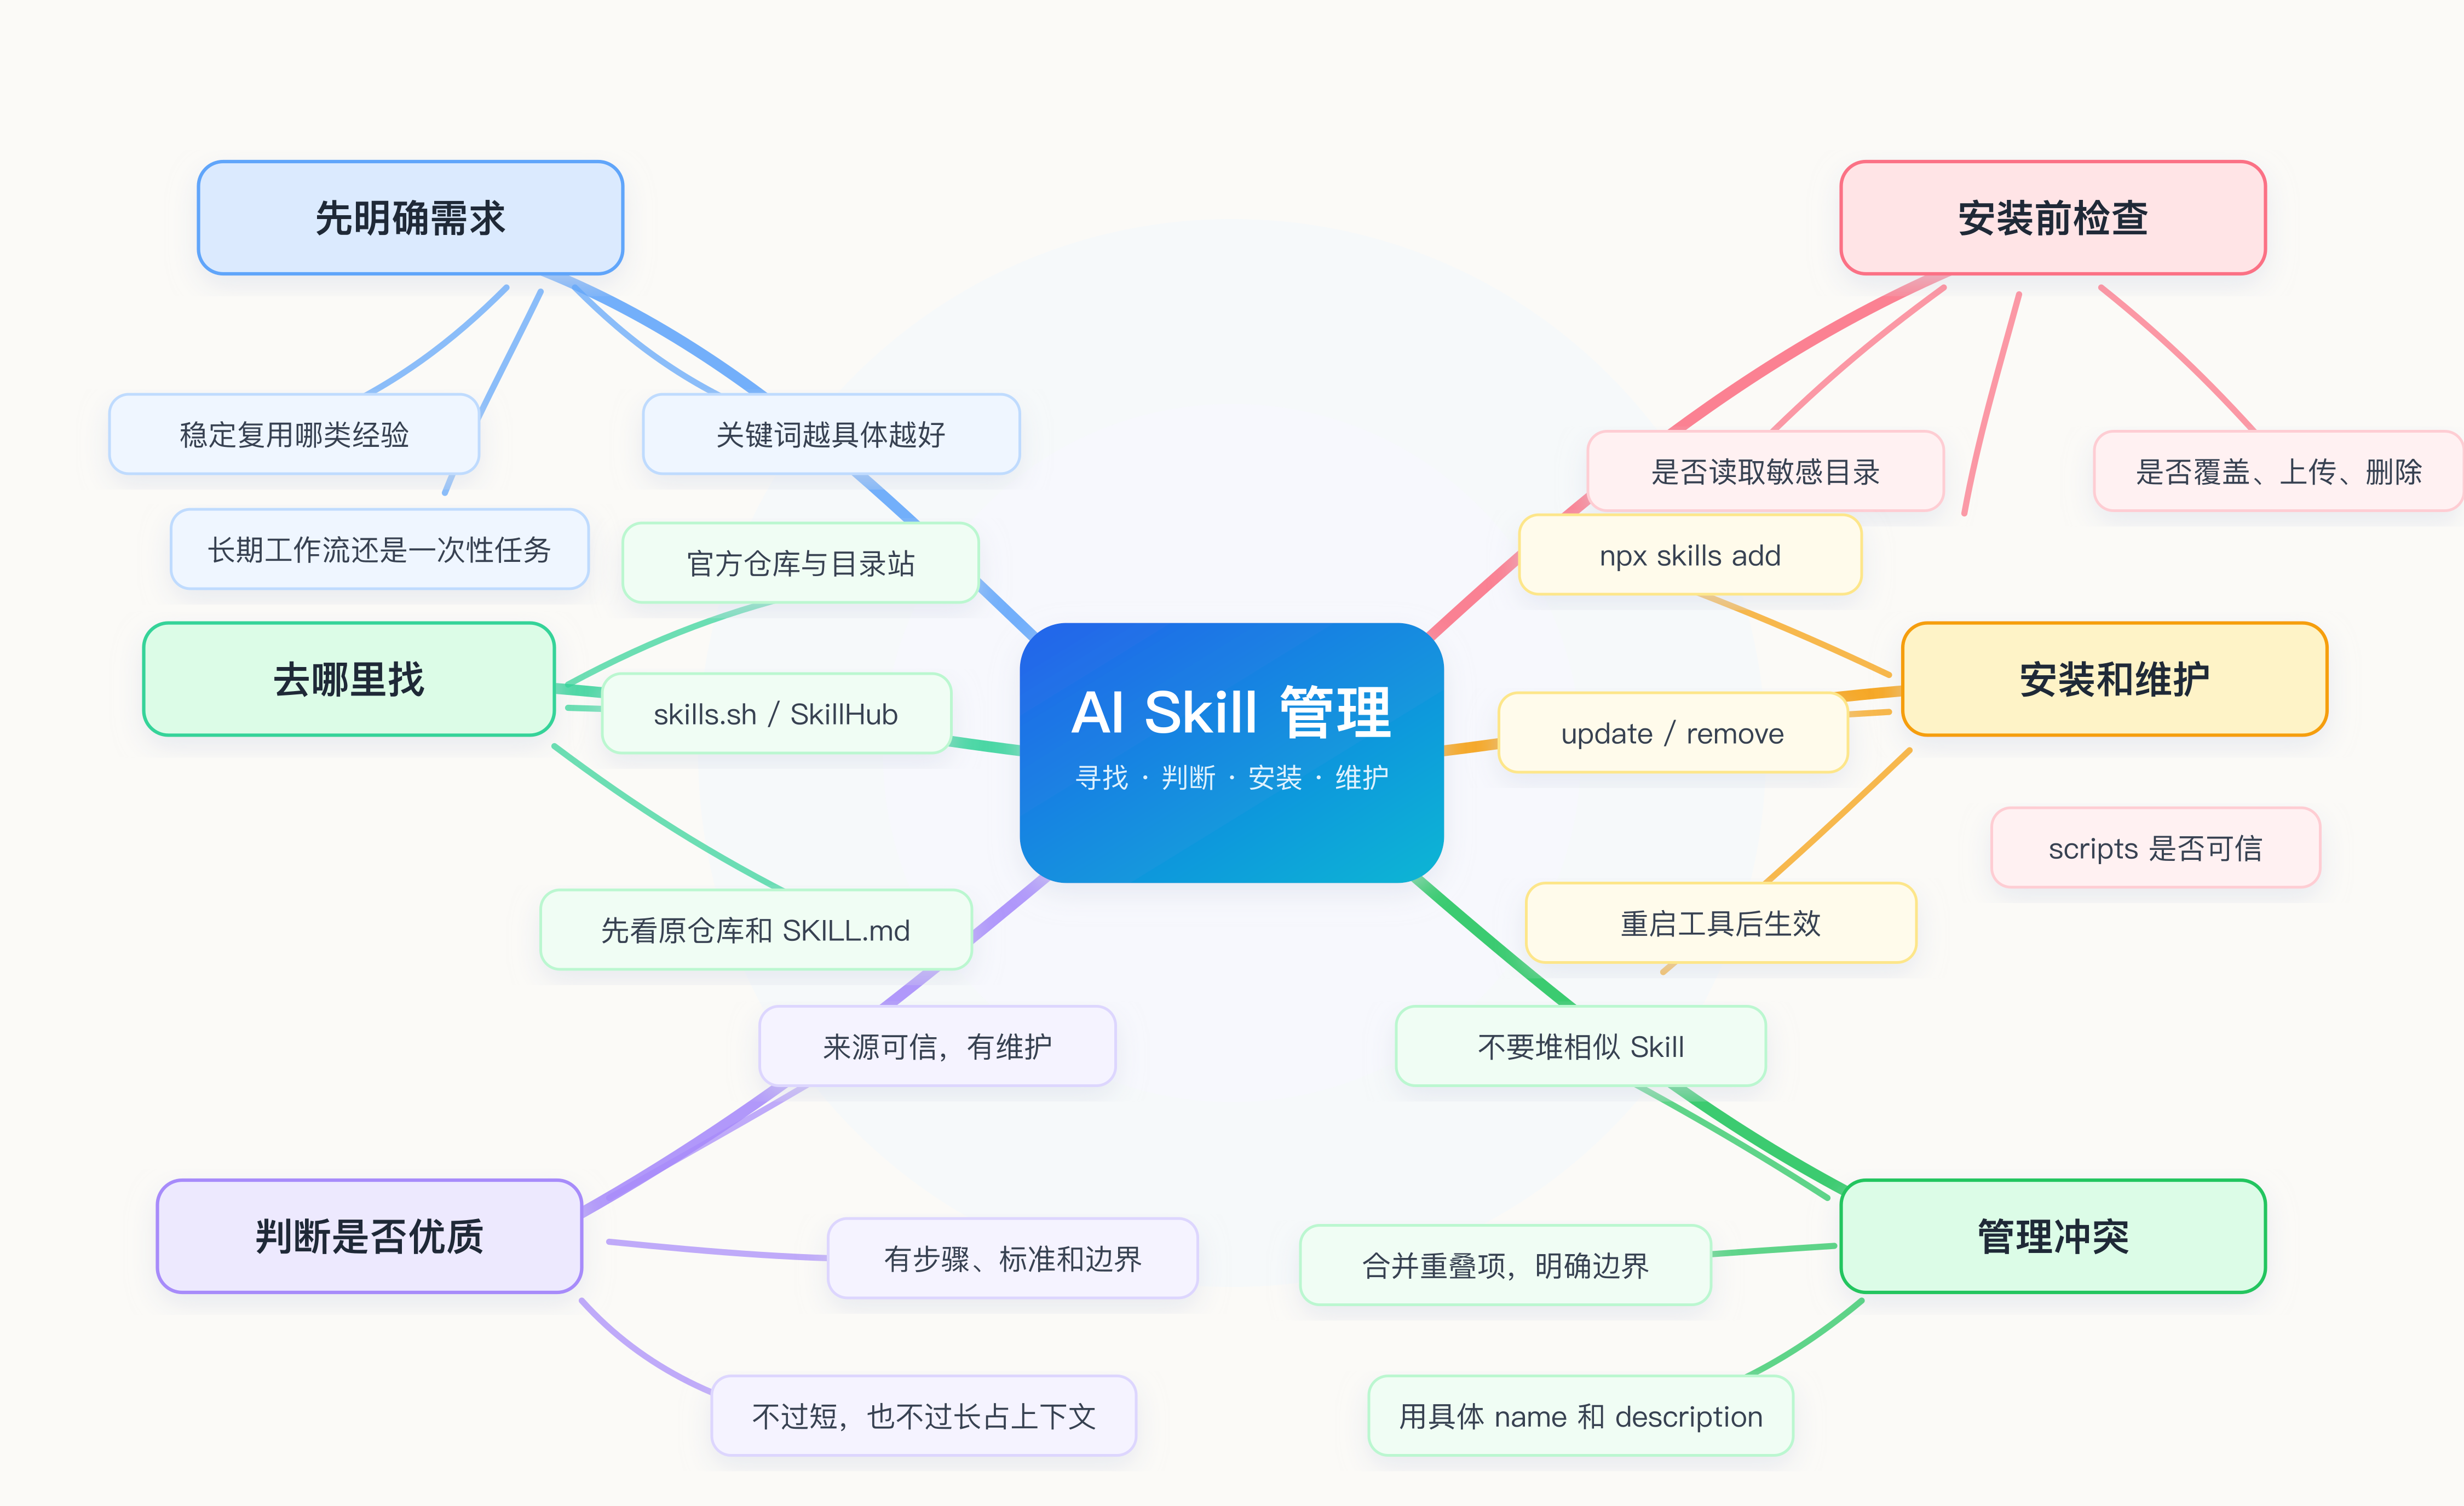 先明确需求
稳定复用哪类经验
关键词越具体越好
长期工作流还是一次性任务
去哪里找
官方仓库与目录站
skills.sh / SkillHub
先看原仓库和 SKILL.md
判断是否优质
来源可信，有维护
有步骤、标准和边界
不过短，也不过长占上下文
AI Skill 管理
寻找 · 判断 · 安装 · 维护
安装前检查
是否读取敏感目录
是否覆盖、上传、删除
scripts 是否可信
安装和维护
npx skills add
update / remove
重启工具后生效
管理冲突
不要堆相似 Skill
合并重叠项，明确边界
用具体 name 和 description